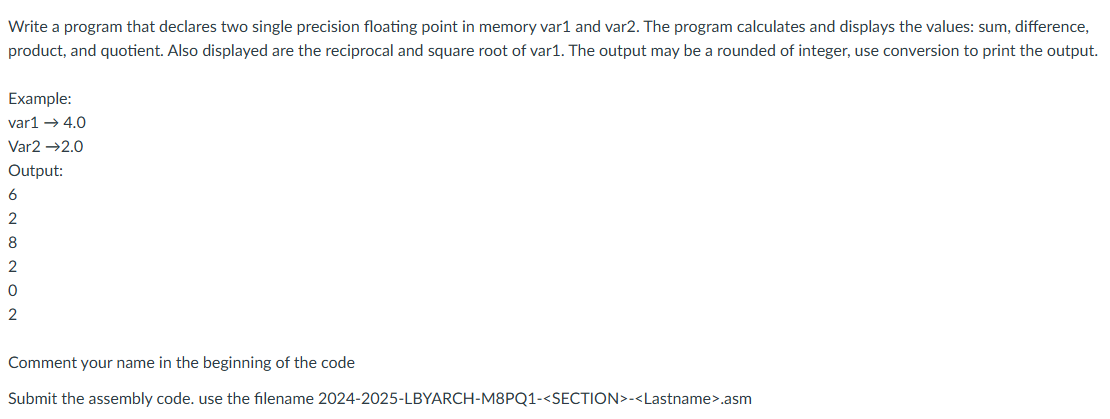 Write a program that declares two single precision floating point in memory var1 and var2. The program calculates and displays the values: sum, difference,
product, and quotient. Also displayed are the reciprocal and square root of var1. The output may be a rounded of integer, use conversion to print the output.
Example:
var1 → 4.0
Var2 →2.0
Output:
6
2
8
2
0
2
Comment your name in the beginning of the code
Submit the assembly code. use the filename 2024-2025-LBYARCH-M8PQ1-<SECTION>-<Lastname>.asm